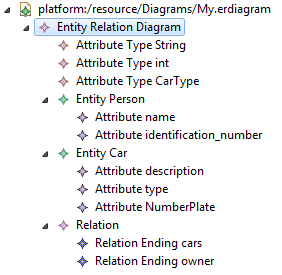 platform:/resource/Diagrams/My.erdiagram
Entity Relation Diagram
Attribute Type String
Attribute Type int
Attribute Type CarType
Entity Person
Attribute name
Attribute identification_number
Entity Car
Attribute description
Attribute type
Attribute NumberPlate
Relation
Relation Ending cars
Relation Ending owner